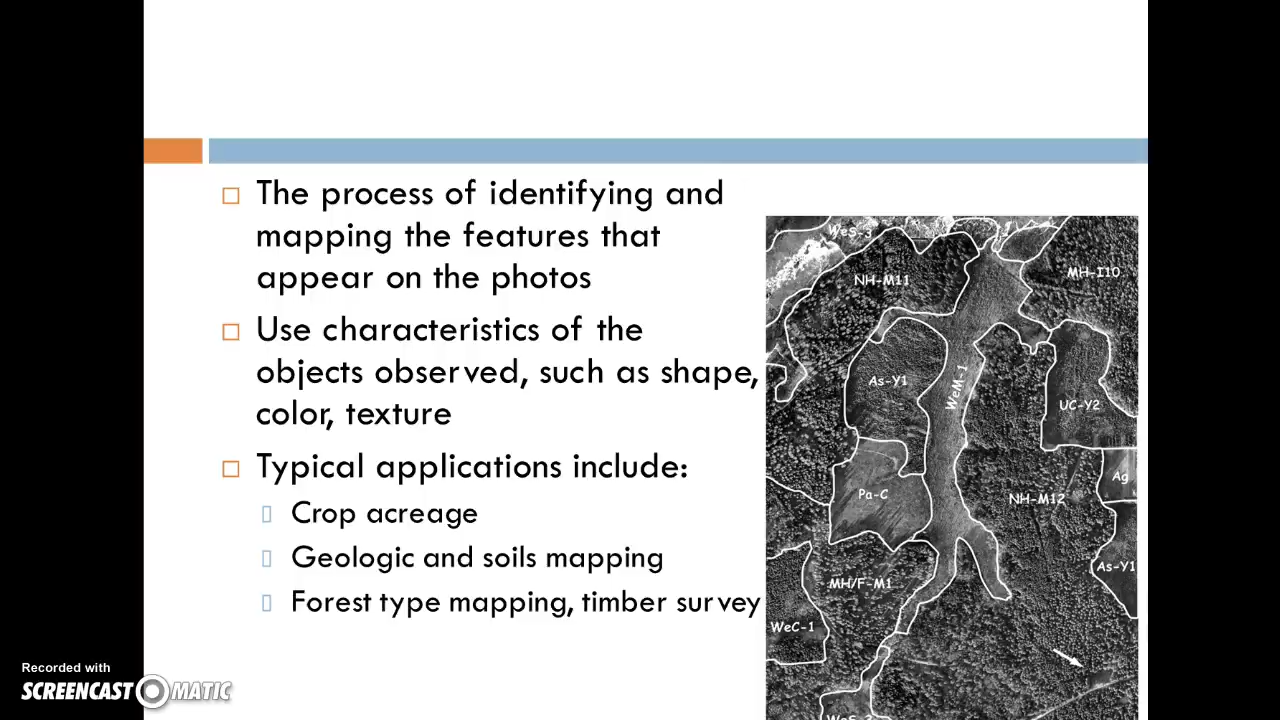 The process of identifying and
mapping the features that
appear on the photos
Use characteristics of the
objects observed, such as shape,
color, texture
Typical applications include:
Crop acreage
Geologic and soils mapping
Forest type mapping, timber survey
WeS-3
NH-M11
MH-I10
As-Y1
WeM-1
UC-Y2
Pa-C
NH-M12
Ag
As-Y1
MH/F-M1
WeC-1
Recorded with
SCREENCAST MATIC